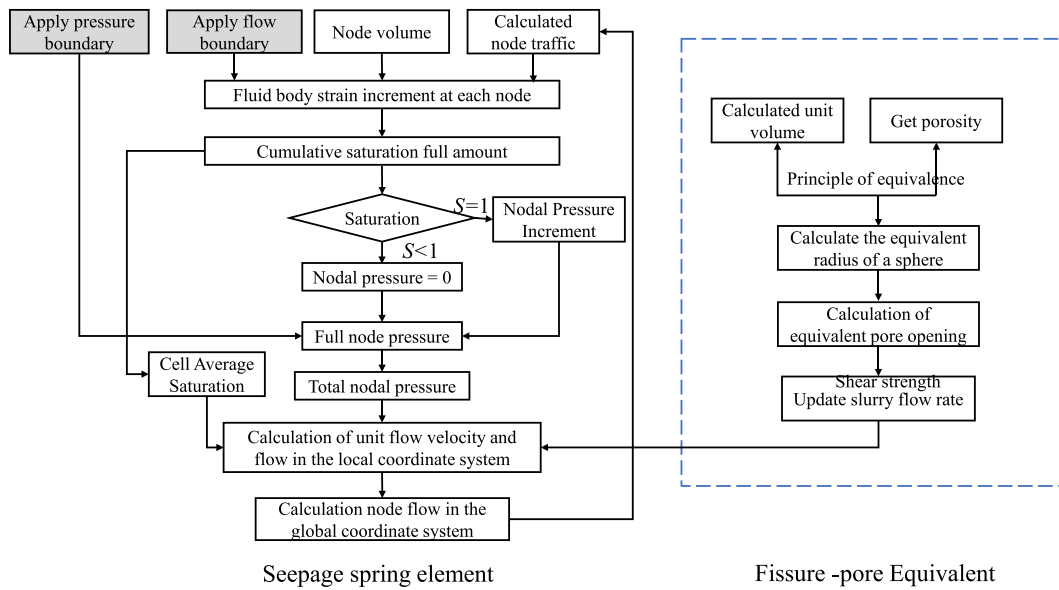 Apply pressure
boundary
Apply flow
boundary
Node volume
Calculated
node traffic
Fluid body strain increment at each node
Cumulative saturation full amount
Saturation
S=1
Nodal Pressure
Increment
S<1
Nodal pressure = 0
Full node pressure
Cell Average
Saturation
Total nodal pressure
Calculation of unit flow velocity and
flow in the local coordinate system
Calculation node flow in the
global coordinate system
Seepage spring element
Calculated unit
volume
Get porosity
Principle of equivalence
Calculate the equivalent
radius of a sphere
Calculation of
equivalent pore opening
Shear strength
Update slurry flow rate
Fissure -pore Equivalent